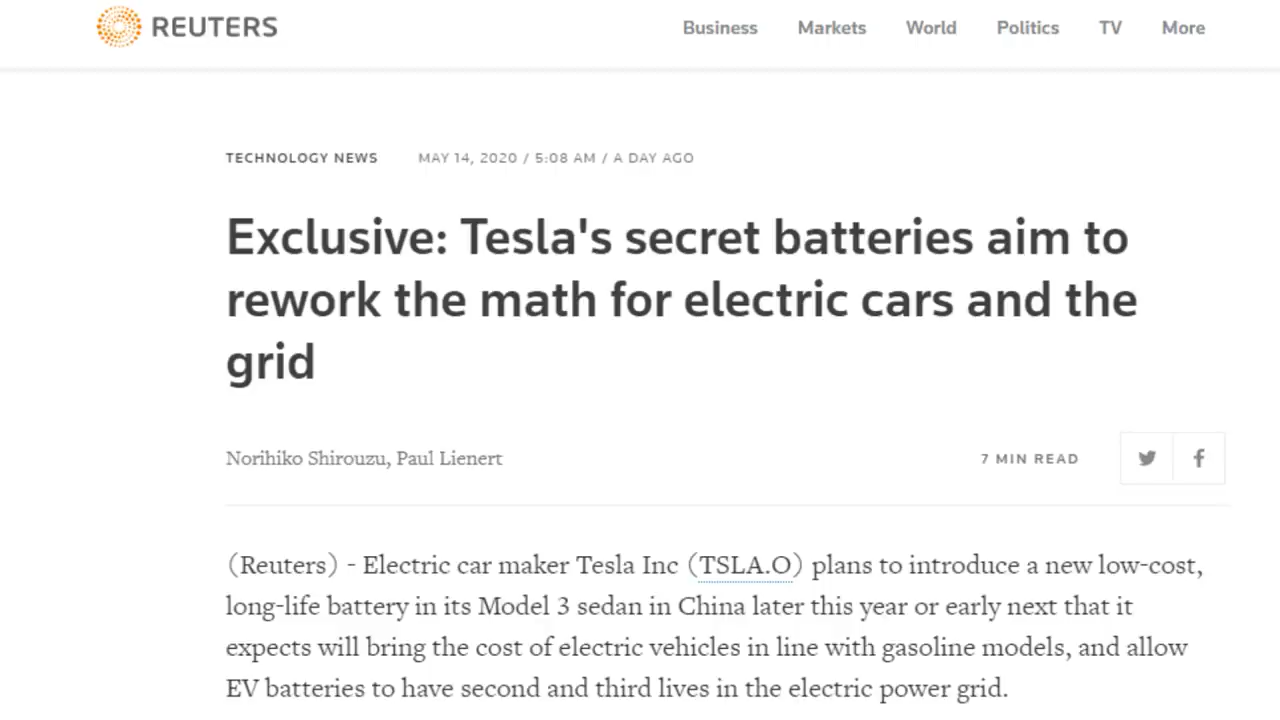 REUTERS
Business Markets World Politics TV More
TECHNOLOGY NEWS MAY 14, 2020 / 5:08 AM / A DAY AGO
Exclusive: Tesla's secret batteries aim to
rework the math for electric cars and the
grid
Norihiko Shirouzu, Paul Lienert 7 MIN READ
(Reuters) - Electric car maker Tesla Inc (TSLA.O) plans to introduce a new low-cost,
long-life battery in its Model 3 sedan in China later this year or early next that it
expects will bring the cost of electric vehicles in line with gasoline models, and allow
EV batteries to have second and third lives in the electric power grid.